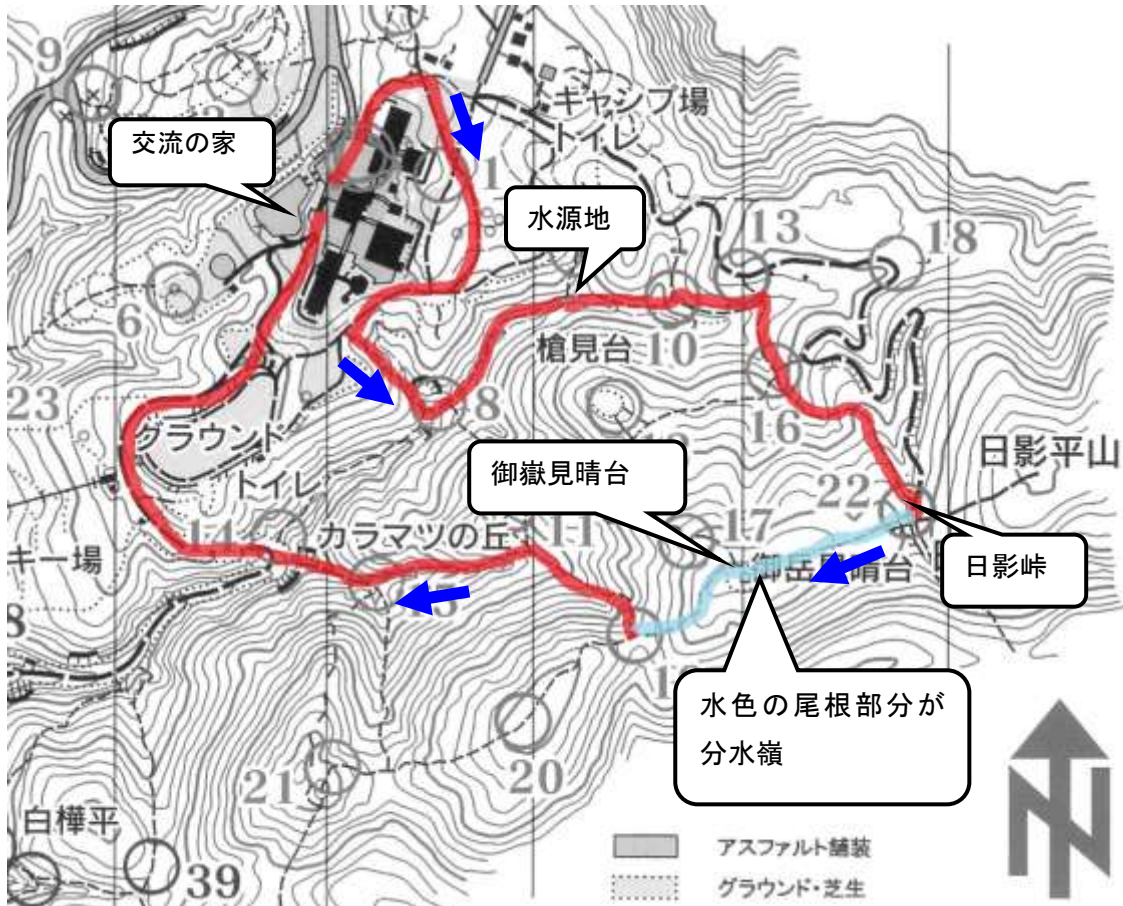 9
キャンプ場
トイレ
交流の家
1
水源地
13
18
6
槍見台
10
23
8
16
グラウンド
トイレ
御嶽見晴台
日影平山
22
14
カラマツの丘
11
17
キー場
御岳見晴台
日影峠
15
8
水色の尾根部分が
分水嶺
20
21
白樺平
39
アスファルト舗装
グラウンド・芝生
N